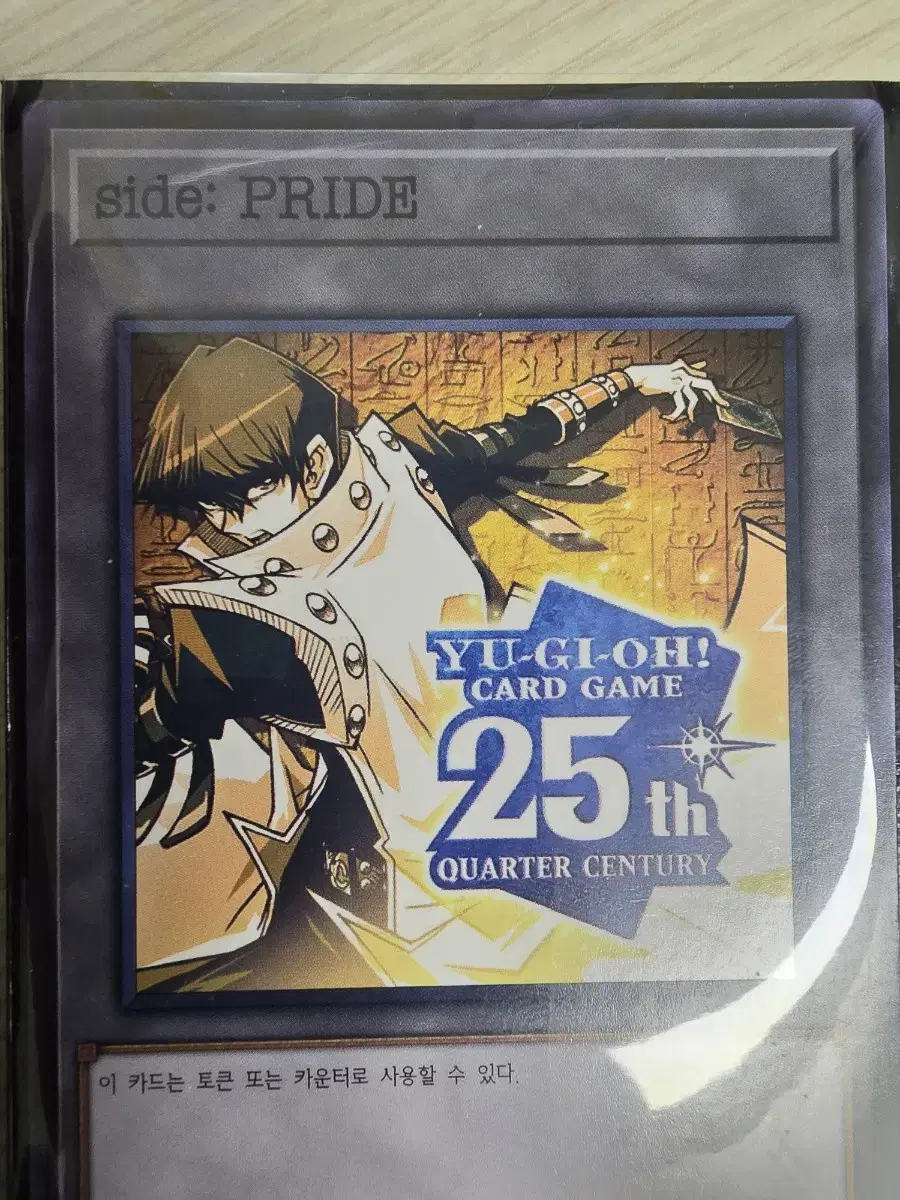 side: PRIDE
YU-GI-OH!
CARD GAME
25th
QUARTER CENTURY
이 카드는 토큰 또는 카운터로 사용할 수 있다.